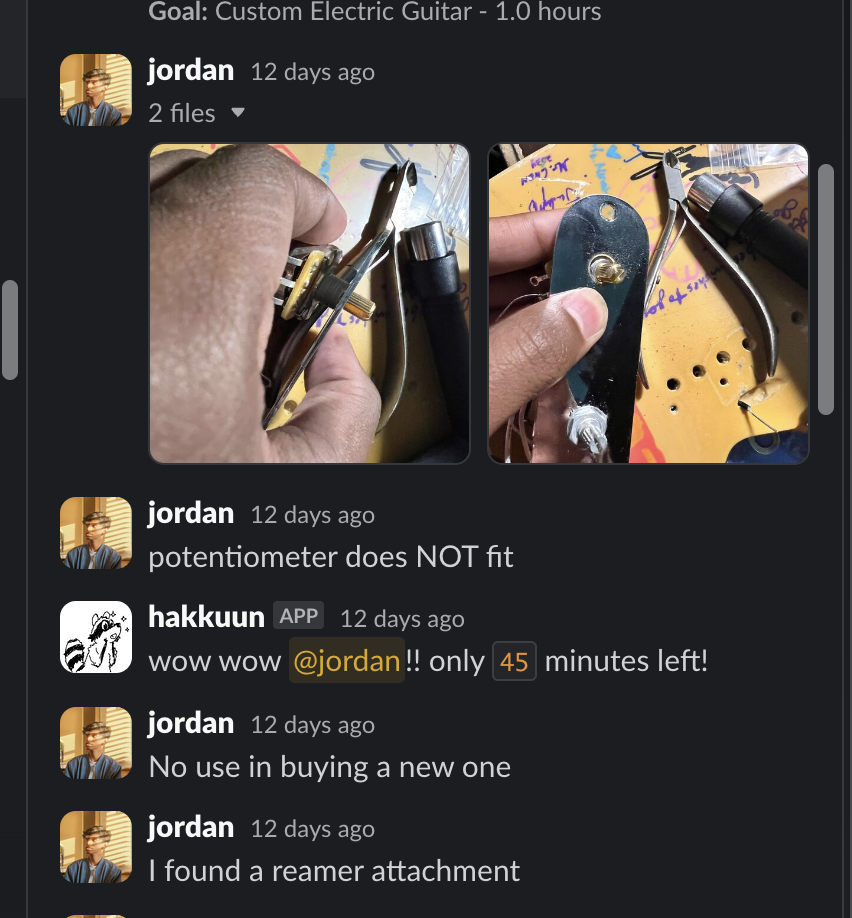 Goal: Custom Electric Guitar - 1.0 hours
jordan 12 days ago
2 files
jordan 12 days ago
potentiometer does NOT fit
hakkuun APP 12 days ago
wow wow @jordan!! only 45 minutes left!
jordan 12 days ago
No use in buying a new one
jordan 12 days ago
I found a reamer attachment